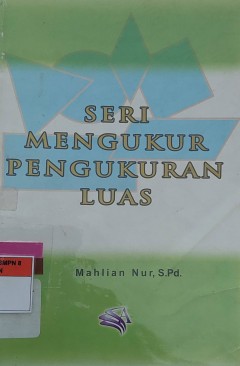 SERI
MENGUKUR
PENGUKURAN
LUAS
Mahlian Nur, S.Pd.